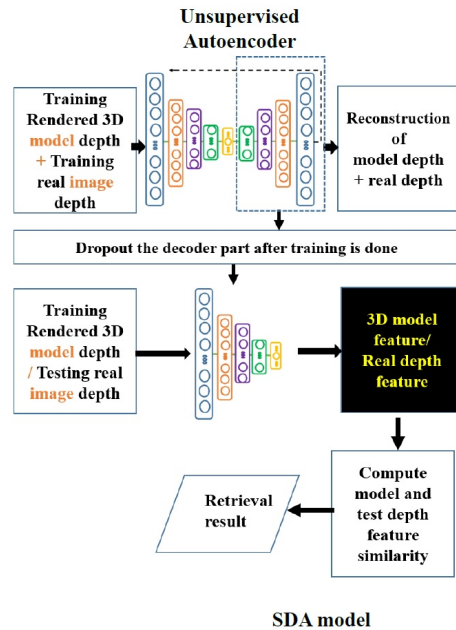 Unsupervised
Autoencoder
Training
Rendered 3D
model depth
+ Training
real image
depth
Reconstruction
of
model depth
+ real depth
Dropout the decoder part after training is done
Training
Rendered 3D
model depth
/ Testing real
image depth
3D model
feature/
Real depth
feature
Compute
model and
test depth
feature
similarity
Retrieval
result
SDA model